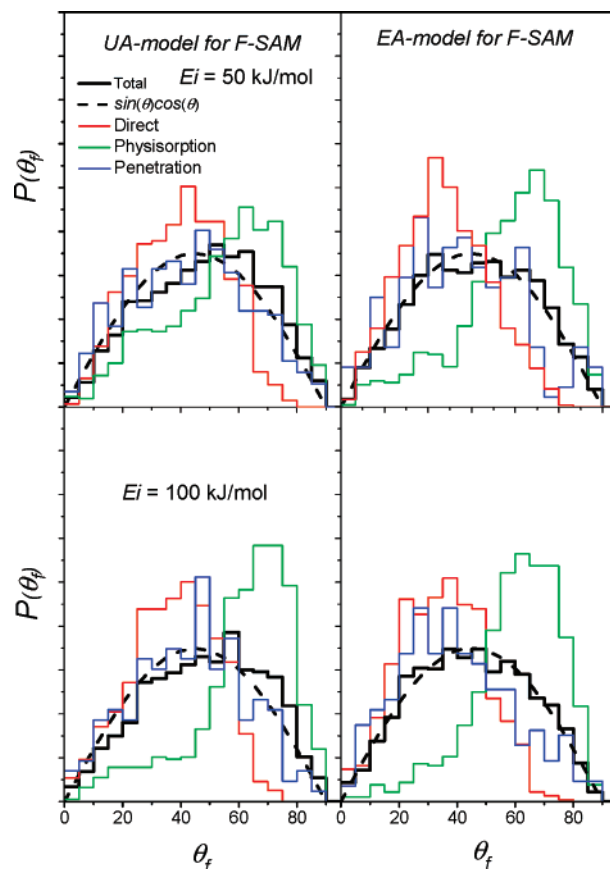 UA-model for F-SAM
EA-model for F-SAM
Ei = 50 kJ/mol
Total
sin(θ)cos(θ)
Direct
Physisorption
Penetration
P(θf)
Ei = 100 kJ/mol
P(θf)
0 20 40 60 80
0 20 40 60 80
θf
θf